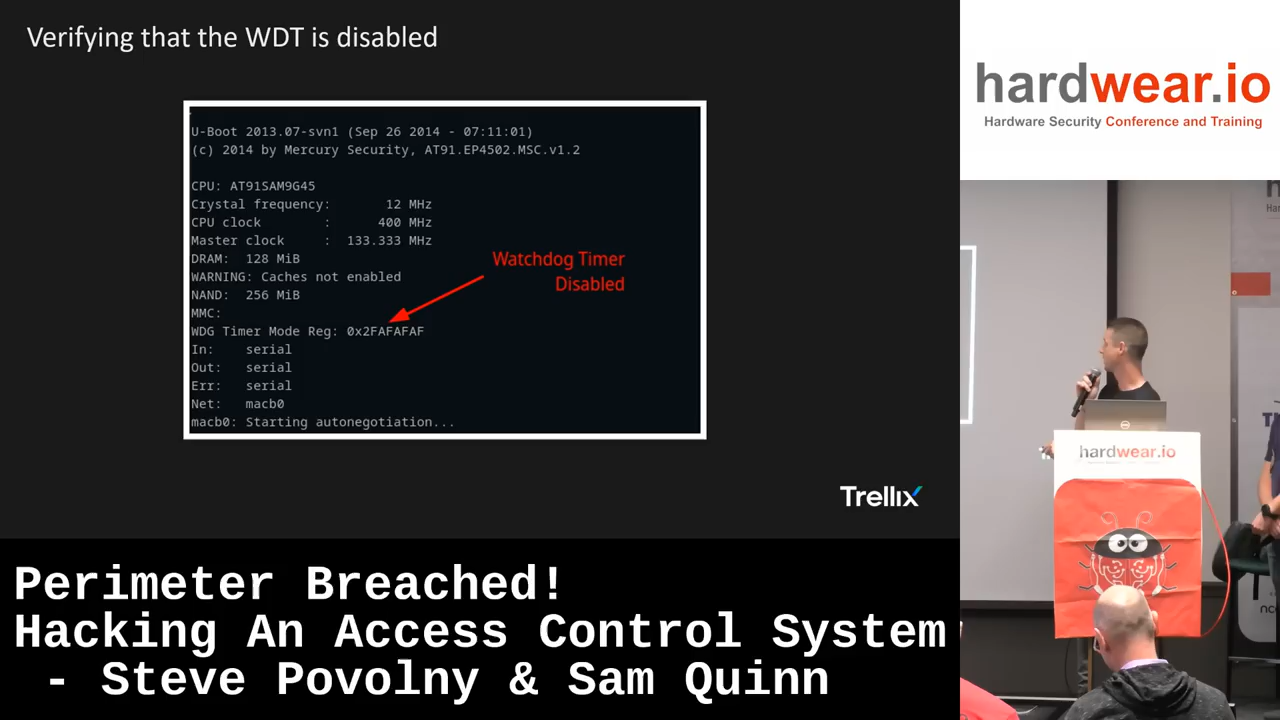 Verifying that the WDT is disabled
U-Boot 2013.07-svn1 (Sep 26 2014 - 07:11:01)
(c) 2014 by Mercury Security, AT91.EP4502.MSC.v1.2
CPU: AT91SAM9G45
Crystal frequency: 12 MHz
CPU clock : 400 MHz
Master clock : 133.333 MHz
DRAM: 128 MiB
WARNING: Caches not enabled
NAND: 256 MiB
MMC:
WDG Timer Mode Reg: 0x2FAFAFAF
In: serial
Out: serial
Err: serial
Net: macb0
macb0: Starting autonegotiation...
Watchdog Timer
Disabled
Trellix
hardwear.io
Hardware Security Conference and Training
hardwear.io
Perimeter Breached!
Hacking An Access Control System
- Steve Povolny & Sam Quinn